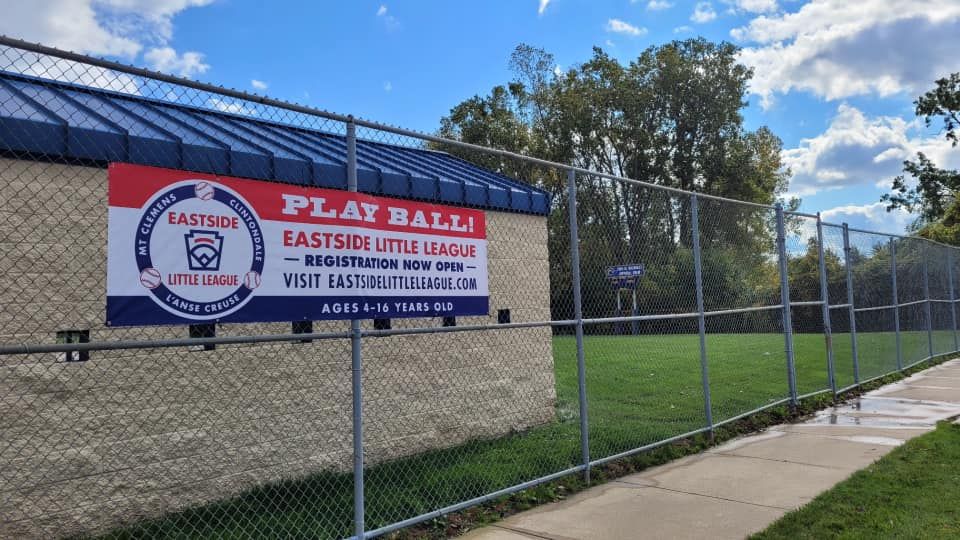 MT CLEMENS
CLINTONDALE
EASTSIDE
LITTLE LEAGUE
L'ANSE CREUSE
PLAY BALL!
EASTSIDE LITTLE LEAGUE
REGISTRATION NOW OPEN
VISIT EASTSIDELITTLELEAGUE.COM
AGES 4-16 YEARS OLD